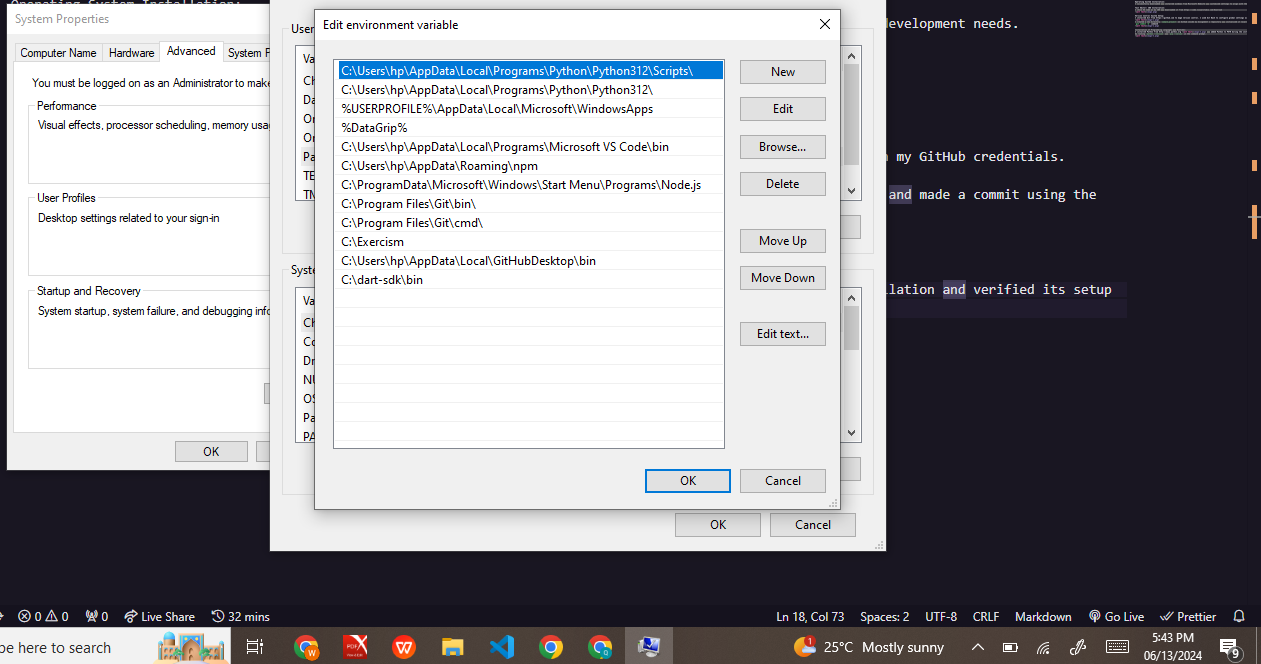 Operating System Installation:
System Properties
Computer Name
Hardware
Advanced
System P
You must be logged on as an Administrator to make
Performance
Visual effects, processor scheduling, memory usag
User Profiles
Desktop settings related to your sign-in
Startup and Recovery
System startup, system failure, and debugging info
OK
User
Va
Ch
Da
On
On
Pa
TE
TM
Syste
Va
Ch
Co
Dr
NU
OS
Pa
PA
OK
Cancel
Edit environment variable
C:\Users\hp\AppData\Local\Programs\Python\Python312\Scripts\
C:\Users\hp\AppData\Local\Programs\Python\Python312\
%USERPROFILE%\AppData\Local\Microsoft\WindowsApps
%DataGrip%
C:\Users\hp\AppData\Local\Programs\Microsoft VS Code\bin
C:\Users\hp\AppData\Roaming\npm
C:\ProgramData\Microsoft\Windows\Start Menu\Programs\Node.js
C:\Program Files\Git\bin\
C:\Program Files\Git\cmd\
C:\Exercism
C:\Users\hp\AppData\Local\GitHubDesktop\bin
C:\dart-sdk\bin
New
Edit
Browse...
Delete
Move Up
Move Down
Edit text...
OK
Cancel
development needs.
my GitHub credentials.
and made a commit using the
llation and verified its setup
0 0 0
Live Share
32 mins
Ln 18, Col 73
Spaces: 2
UTF-8
CRLF
Markdown
Go Live
Prettier
pe here to search
W
PDF
W
Q
1
25°C Mostly sunny
5:43 PM
06/13/2024
9